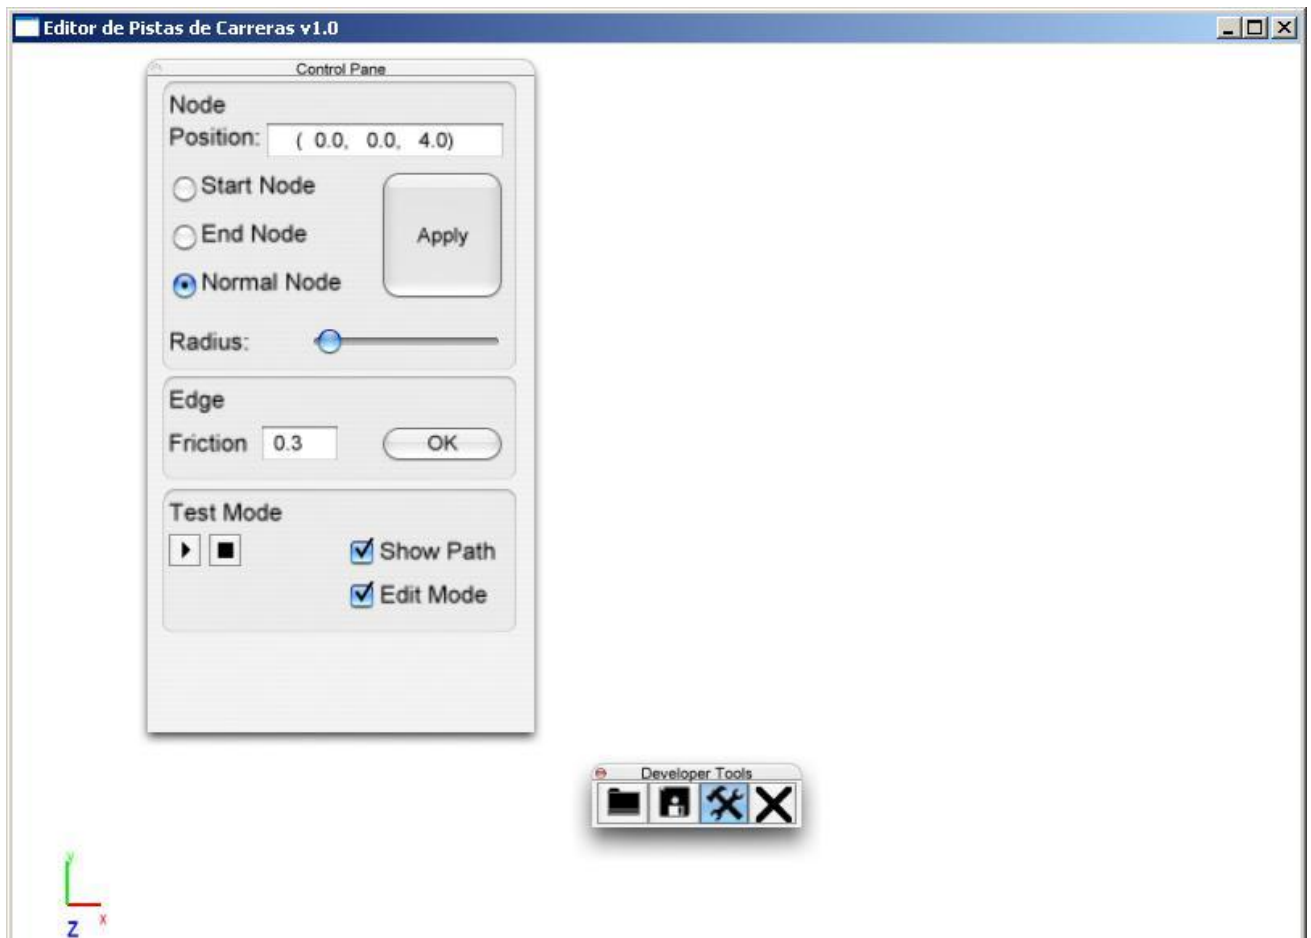 Editor de Pistas de Carreras v1.0
Control Pane
Node
Position: ( 0.0, 0.0, 4.0)
Start Node
End Node
Apply
Normal Node
Radius:
Edge
Friction 0.3 OK
Test Mode
Show Path
Edit Mode
Developer Tools
y
x
Z